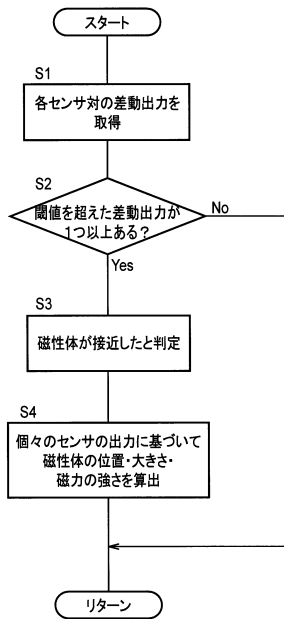 スタート
S1
各センサ対の差動出力を
取得
S2
閾値を超えた差動出力が
1つ以上ある？
No
Yes
S3
磁性体が接近したと判定
S4
個々のセンサの出力に基づいて
磁性体の位置・大きさ・
磁力の強さを算出
リターン